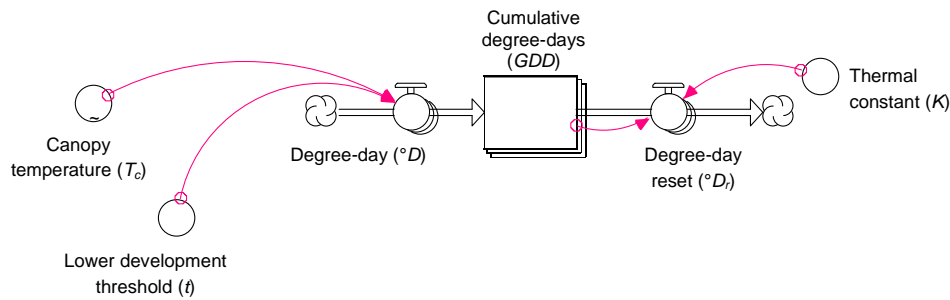 Cumulative
degree-days
(GDD)
Thermal
constant (K)
~
Canopy
temperature (Tc)
Degree-day (°D)
Degree-day
reset (°Dr)
Lower development
threshold (t)